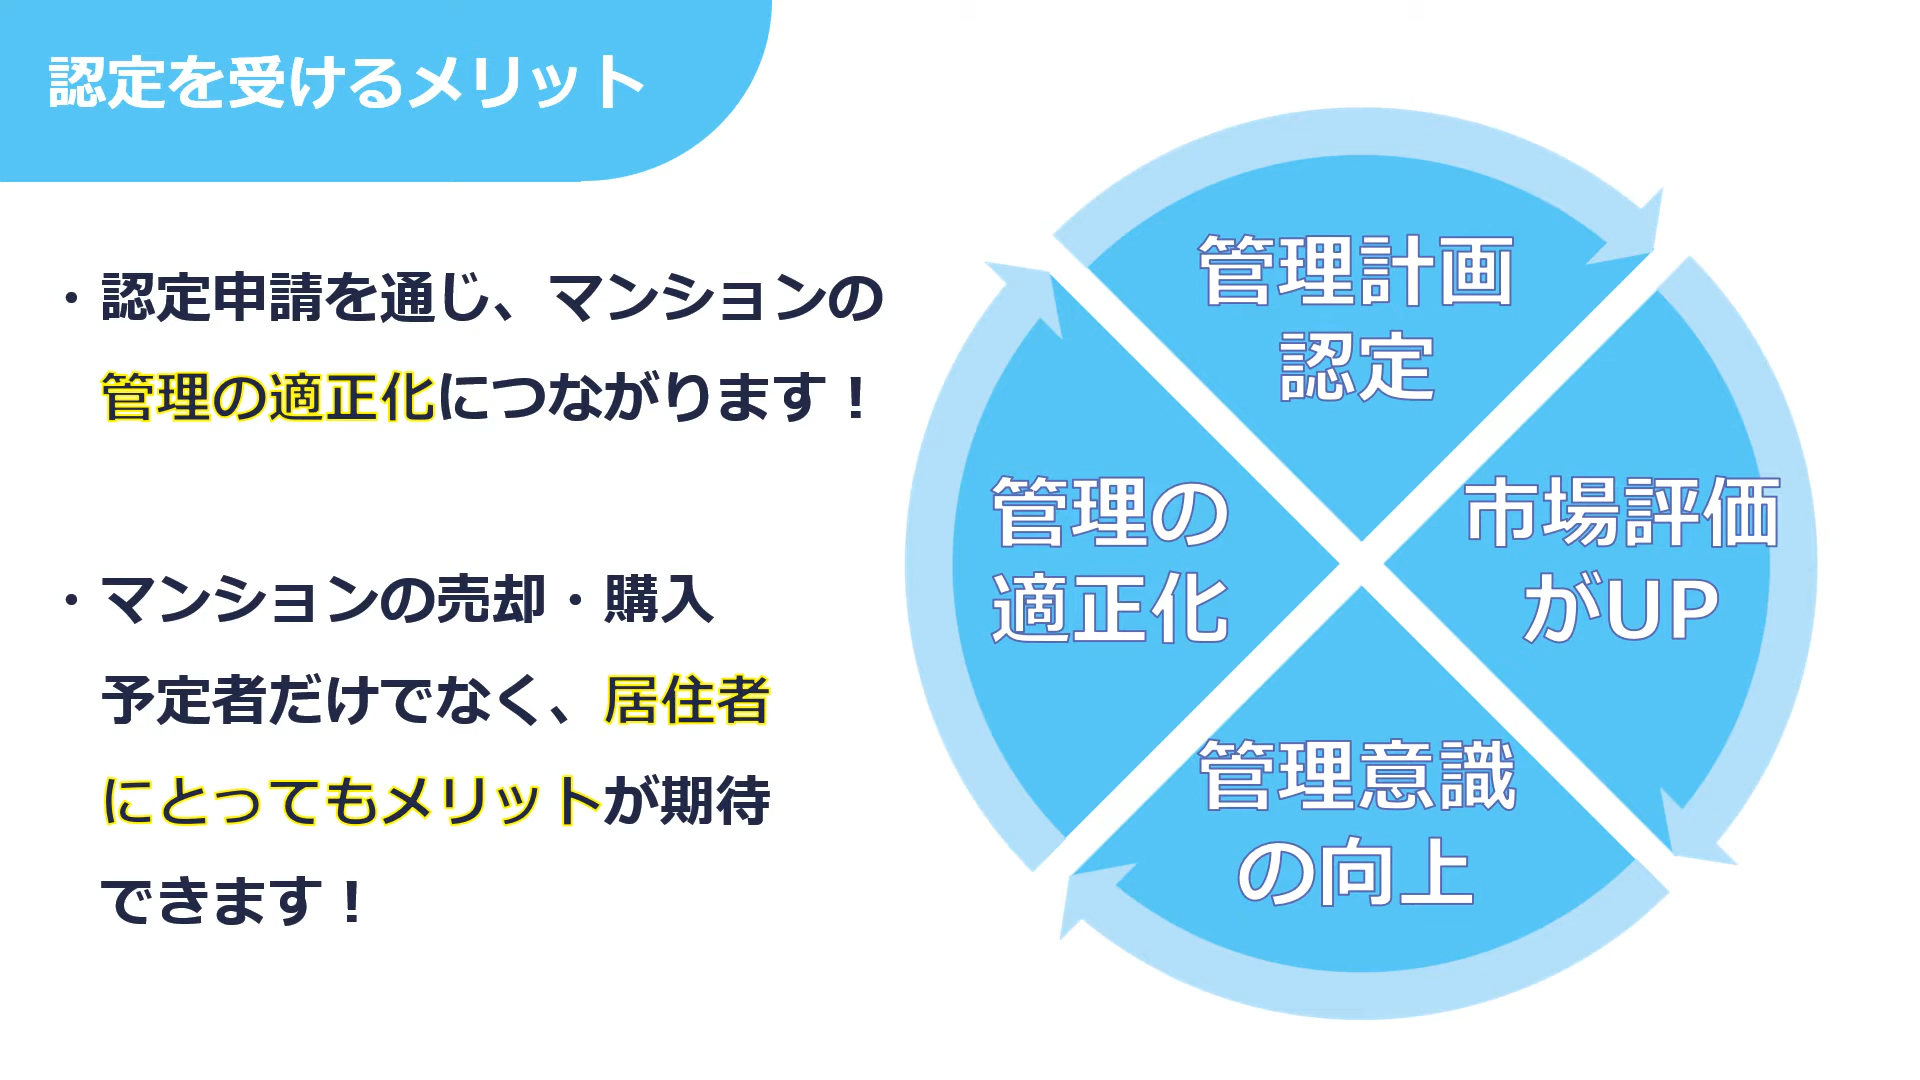 認定を受けるメリット
・認定申請を通じ、マンションの
管理の適正化につながります！
・マンションの売却・購入
予定者だけでなく、居住者
にとってもメリットが期待
できます！
管理計画
認定
市場評価
がUP
管理意識
の向上
管理の
適正化